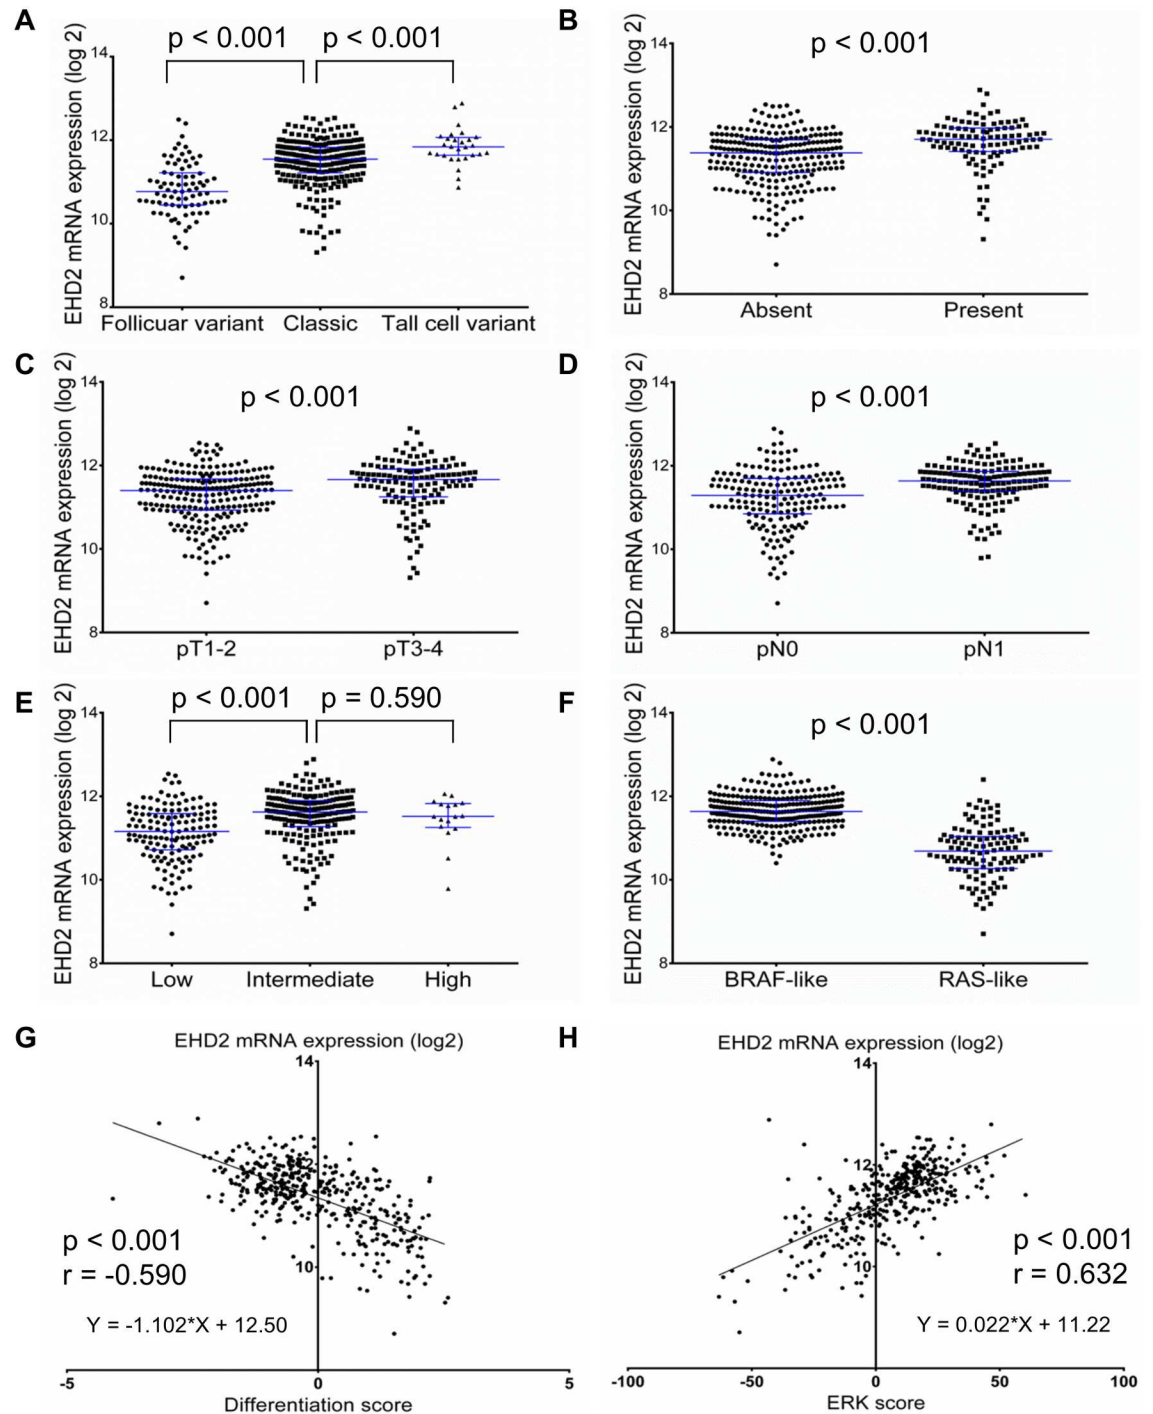 A
p < 0.001
p < 0.001
EHD2 mRNA expression (log 2)
14
12
10
8
Follicuar variant
Classic
Tall cell variant
B
p < 0.001
EHD2 mRNA expression (log 2)
14
12
10
8
Absent
Present
C
p < 0.001
EHD2 mRNA expression (log 2)
14
12
10
8
pT1-2
pT3-4
D
p < 0.001
EHD2 mRNA expression (log 2)
14
12
10
8
pN0
pN1
E
p < 0.001
p = 0.590
EHD2 mRNA expression (log 2)
14
12
10
8
Low
Intermediate
High
F
p < 0.001
EHD2 mRNA expression (log 2)
14
12
10
8
BRAF-like
RAS-like
G
EHD2 mRNA expression (log2)
14
12
10
p < 0.001
r = -0.590
Y = -1.102*X + 12.50
-5
0
5
Differentiation score
H
EHD2 mRNA expression (log2)
14
12
10
p < 0.001
r = 0.632
Y = 0.022*X + 11.22
-100
-50
0
50
100
ERK score